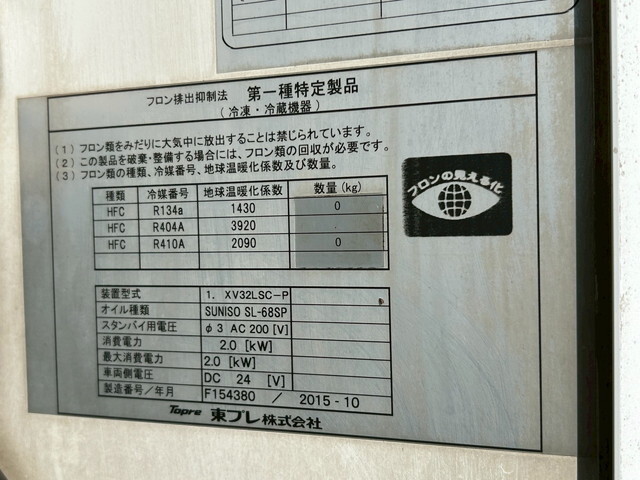 フロン排出抑制法 第一種特定製品
(冷凍・冷蔵機器)
(1) フロン類をみだりに大気中に放出することは禁じられています。
(2) この製品を破棄・整備する場合には、フロン類の回収が必要です。
(3) フロン類の種類、冷媒番号、地球温暖化係数及び数量。
フロンの見える化
種類 冷媒番号 地球温暖化係数 数量 (kg)
HFC R134a 1430 0
HFC R404A 3920
HFC R410A 2090 0
装置型式 1. XV32LSC-P
オイル種類 SUNISO SL-68SP
スタンバイ用電圧 φ3 AC 200 [V]
消費電力 2.0 [kW]
最大消費電力 2.0 [kW]
車両側電圧 DC 24 [V]
製造番号/年月 F154380 / 2015-10
Topre 東プレ株式会社